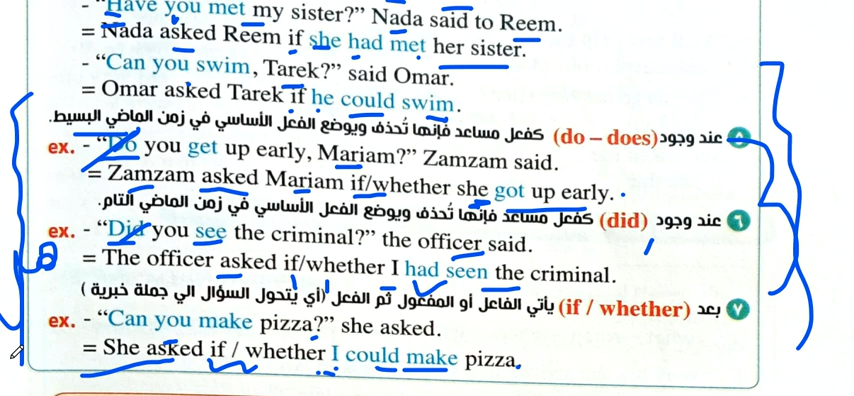 - "Have you met my sister?" Nada said to Reem.
= Nada asked Reem if she had met her sister.
- "Can you swim, Tarek?" said Omar.
= Omar asked Tarek if he could swim.
٥ عند وجود (do – does) كفعل مساعد فإنها تُحذف ويوضع الفعل الأساسي في زمن الماضي البسيط.
ex. - "Do you get up early, Mariam?" Zamzam said.
= Zamzam asked Mariam if/whether she got up early.
٦ عند وجود (did) كفعل مساعد فإنها تُحذف ويوضع الفعل الأساسي في زمن الماضي التام.
ex. - "Did you see the criminal?" the officer said.
= The officer asked if/whether I had seen the criminal.
٧ بعد (if / whether) يأتي الفاعل أو المفعول ثم الفعل (أي يتحول السؤال الي جملة خبرية)
ex. - "Can you make pizza?" she asked.
= She asked if / whether I could make pizza.